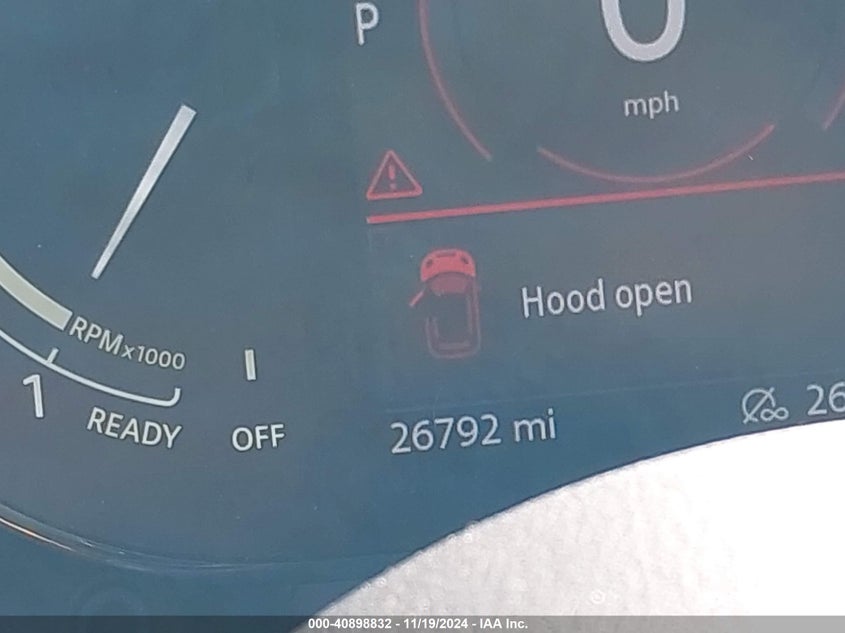 P
0
mph
Hood open
RPMx1000
1
READY
OFF
26792 mi
26
000-40898832 - 11/19/2024 - IAA Inc.